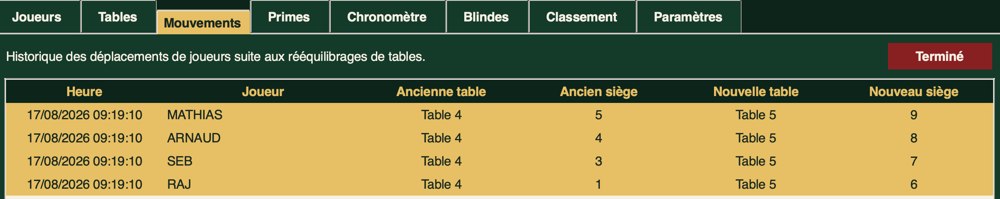 Joueurs Tables Mouvements Primes Chronomètre Blindes Classement Paramètres
Historique des déplacements de joueurs suite aux rééquilibrages de tables. Terminé
Heure Joueur Ancienne table Ancien siège Nouvelle table Nouveau siège
17/08/2026 09:19:10 MATHIAS Table 4 5 Table 5 9
17/08/2026 09:19:10 ARNAUD Table 4 4 Table 5 8
17/08/2026 09:19:10 SEB Table 4 3 Table 5 7
17/08/2026 09:19:10 RAJ Table 4 1 Table 5 6